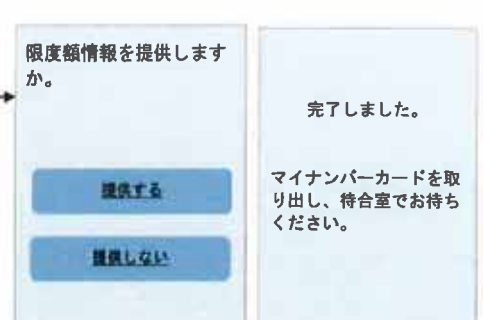 限度額情報を提供します
か。
提供する
提供しない
完了しました。
マイナンバーカードを取
り出し、待合室でお待ち
ください。